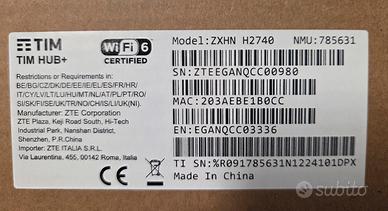 TIM
TIM HUB+
Wi Fi 6
CERTIFIED
Model:ZXHN H2740 NMU:785631
Restrictions or Requirements in:
BE/BG/CZ/DK/DE/EE/IE/EL/ES/FR/HR/
IT/CY/LV/LT/LU/HU/MT/NL/AT/PL/PT/RO/
SI/SK/FI/SE/UK/TR/NO/CH/IS/LI/UK(NI).
Manufacturer: ZTE Corporation
ZTE Plaza, Keji Road South, Hi-Tech
Industrial Park, Nanshan District,
Shenzhen, P.R.China
Importer: ZTE ITALIA S.R.L.
Via Laurentina, 455, 00142 Roma, Italia
CE
SN:ZTEEGANQCC00980
MAC:203AEBE1B0CC
EN:EGANQCC03336
TI SN:%R091785631N1224101DPX
Made In China
subito